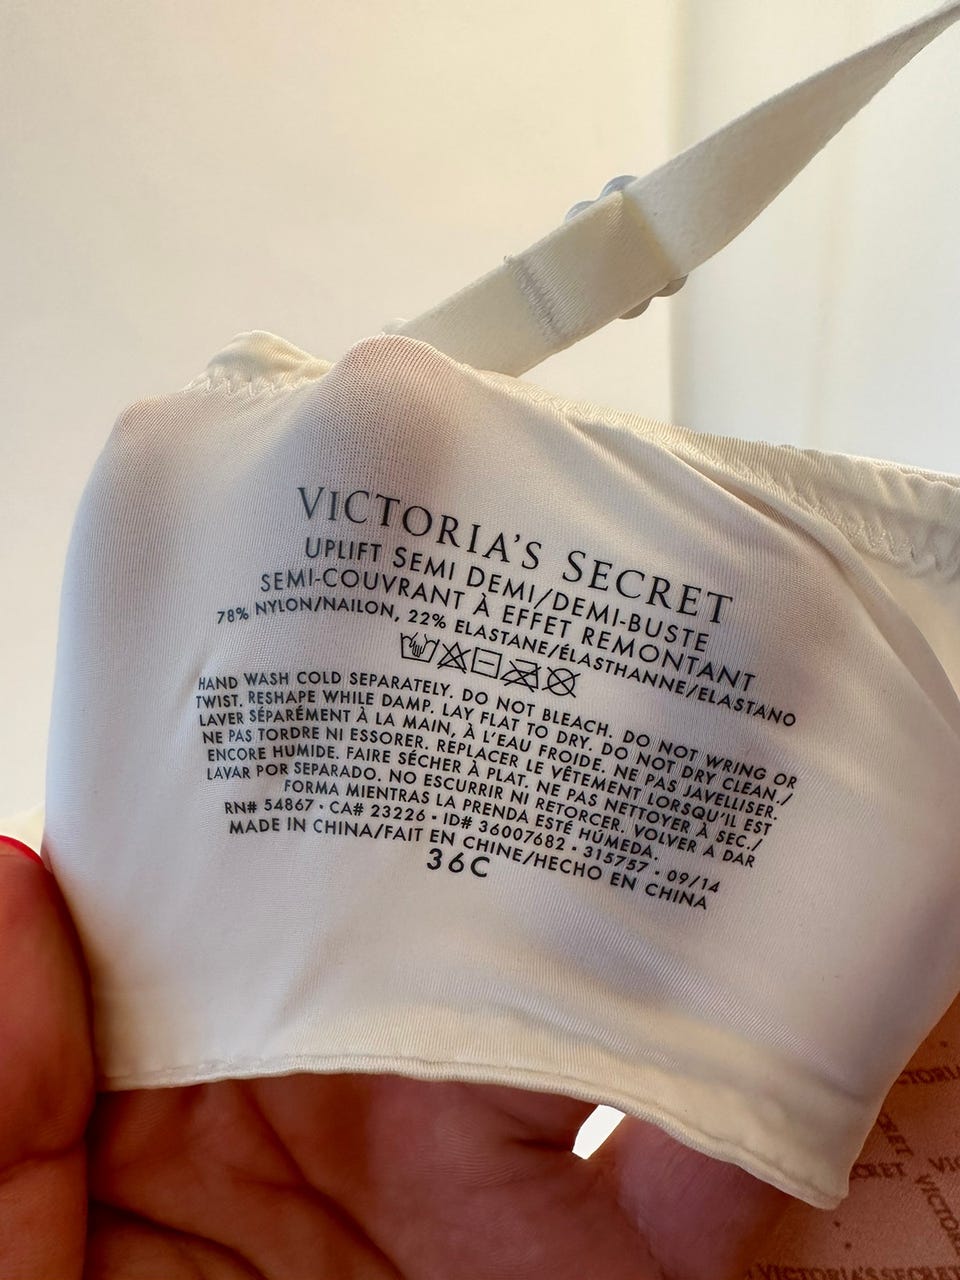 VICTORIA'S SECRET
UPLIFT SEMI DEMI/DEMI-BUSTE
SEMI-COUVRANT À EFFET REMONTANT
78% NYLON/NAILON, 22% ELASTANE/ÉLASTHANNE/ELASTANO
HAND WASH COLD SEPARATELY. DO NOT BLEACH. DO NOT WRING OR
TWIST. RESHAPE WHILE DAMP. LAY FLAT TO DRY. DO NOT DRY CLEAN./
LAVER SÉPARÉMENT À LA MAIN, À L'EAU FROIDE. NE PAS JAVELLISER.
NE PAS TORDRE NI ESSORER. REPLACER LE VÊTEMENT LORSQU'IL EST
ENCORE HUMIDE. FAIRE SÉCHER À PLAT. NE PAS NETTOYER À SEC./
LAVAR POR SEPARADO. NO ESCURRIR NI RETORCER. VOLVER A DAR
FORMA MIENTRAS LA PRENDA ESTÉ HÚMEDA.
RN# 54867 • CA# 23226 • ID# 36007682 • 315757 • 09/14
MADE IN CHINA/FAIT EN CHINE/HECHO EN CHINA
36C
VICTORIA'S SECRET